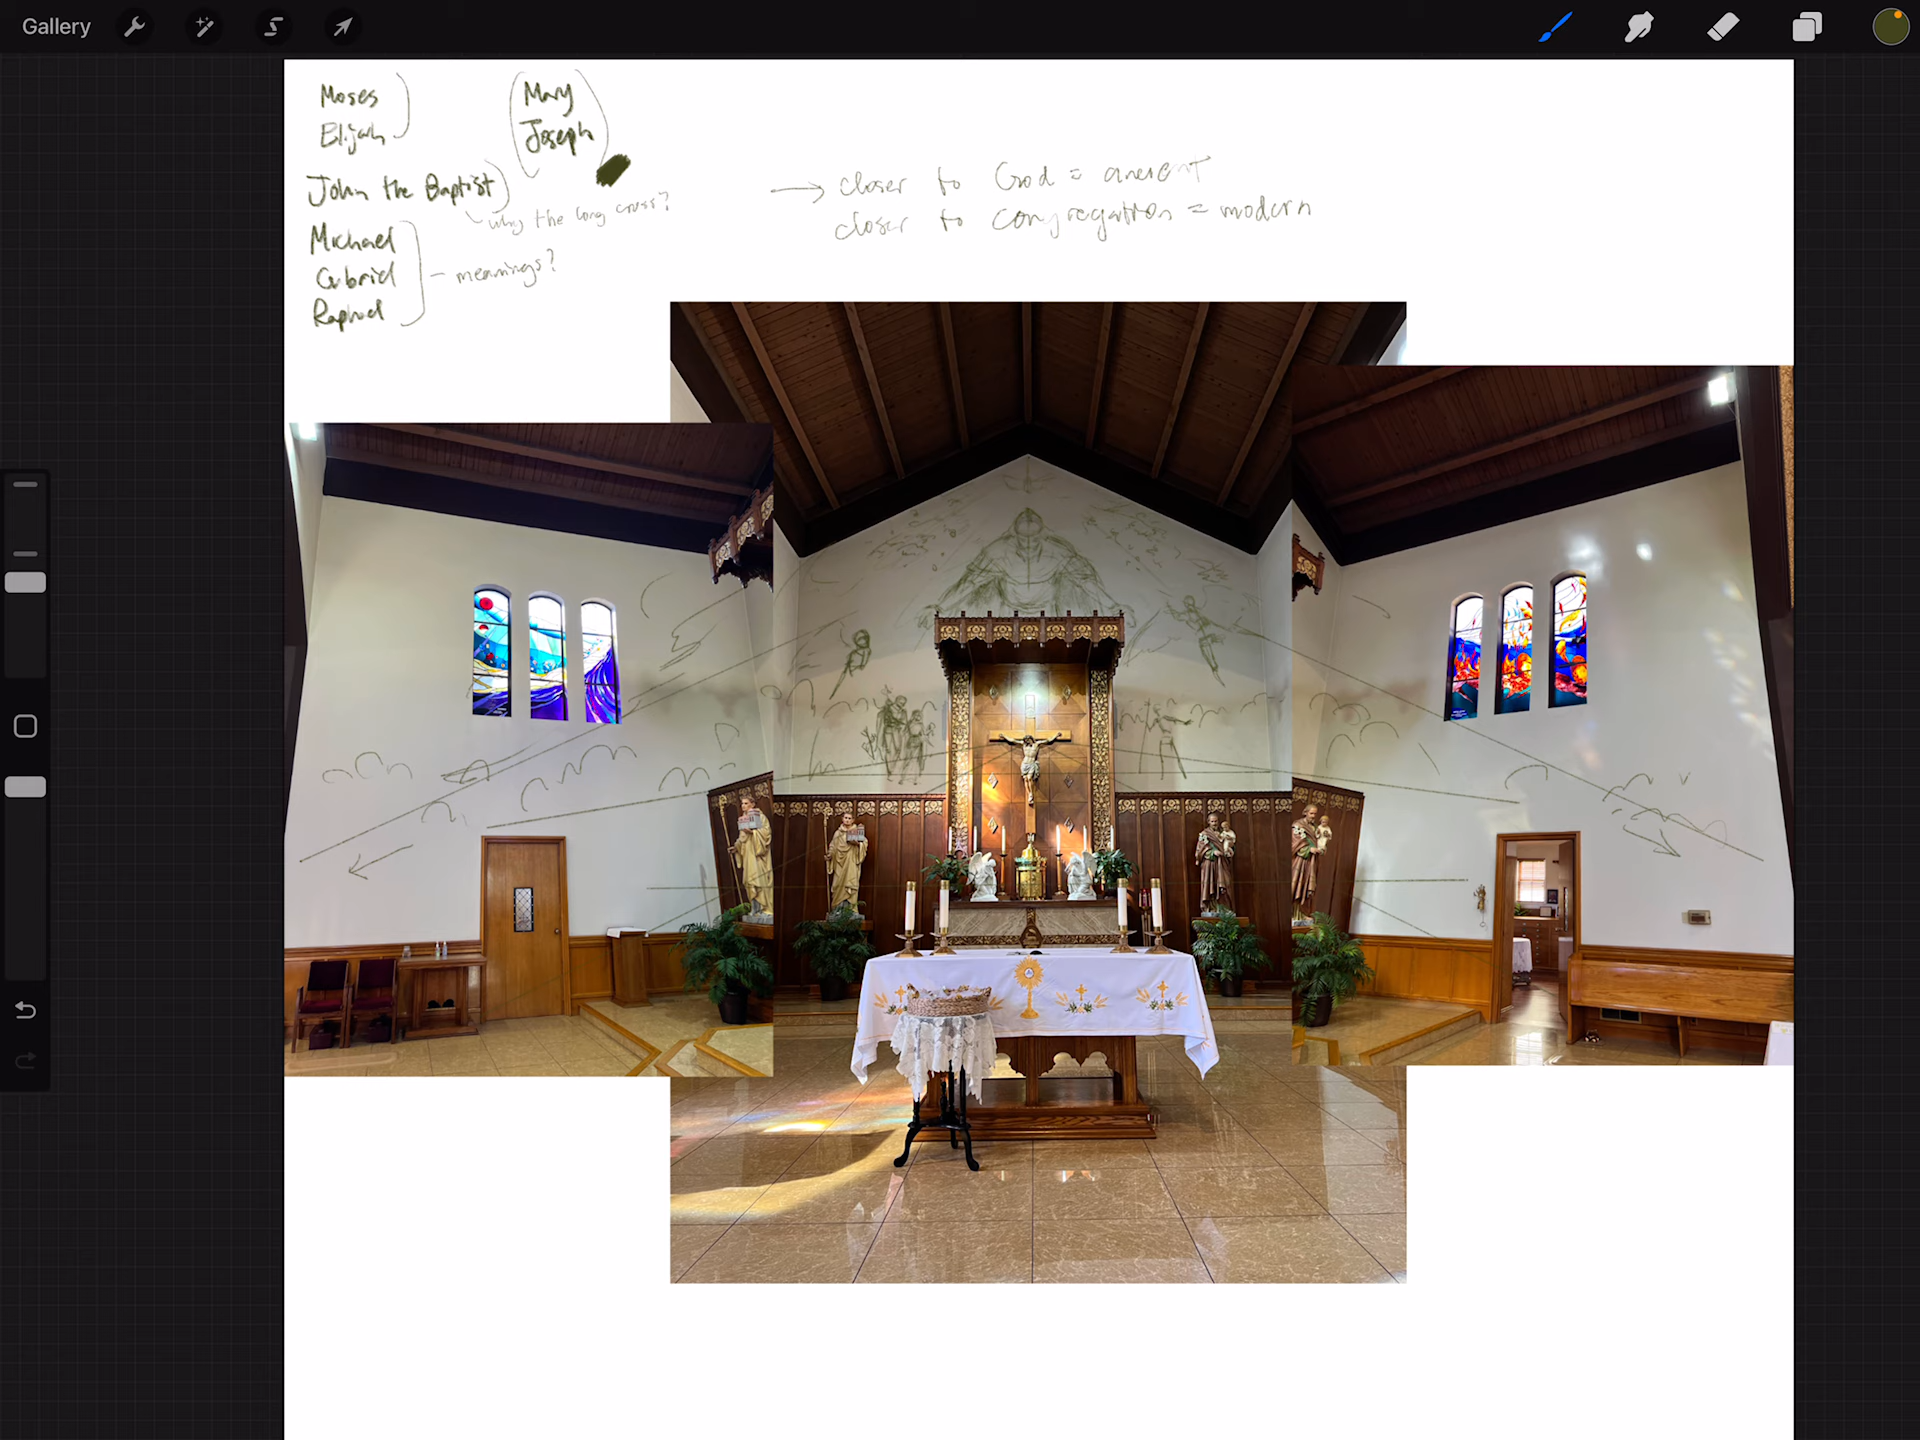 Gallery
Moses
Elijah
Mary
Joseph
John the Baptist
why the long cross?
Michael
Gabriel
Raphael
meanings?
→ closer to God = ancient
closer to congregation = modern